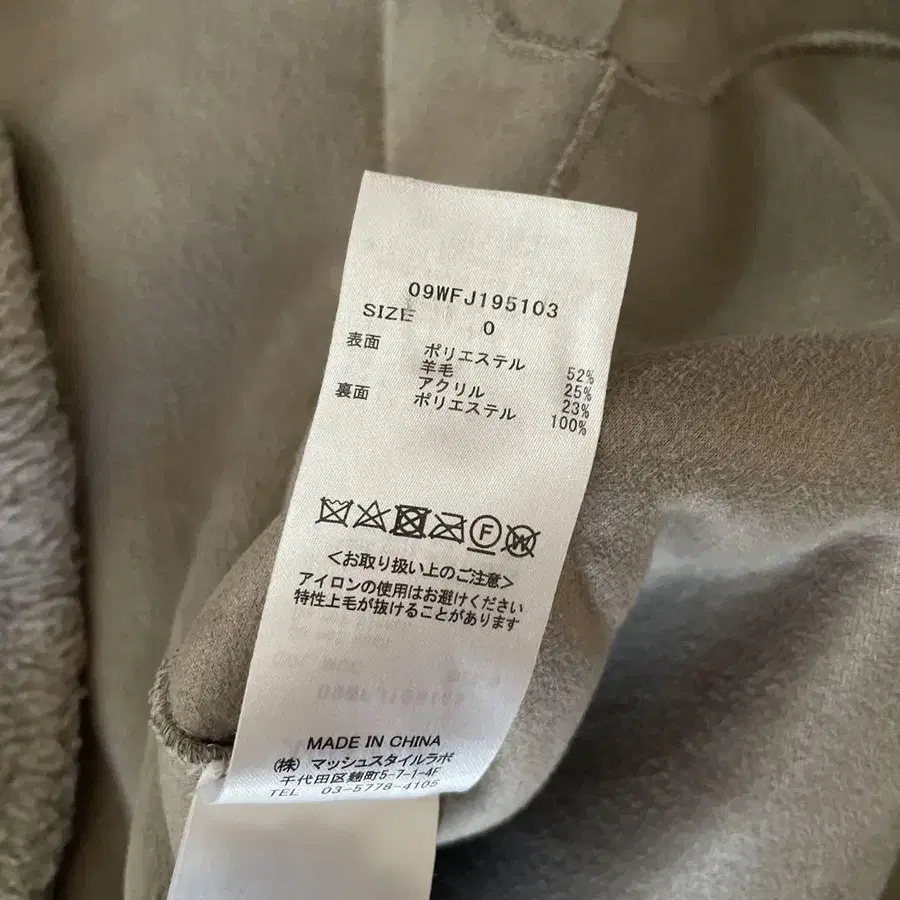 09WFJ195103
SIZE 0
表面 ポリエステル 52%
羊毛 25%
アクリル 23%
裏面 ポリエステル 100%
F W
<お取り扱い上のご注意>
アイロンの使用はお避けください
特性上毛が抜けることがあります
MADE IN CHINA
(株) マッシュスタイルラボ
千代田区麹町5-7-1-4F
TEL 03-5778-4105